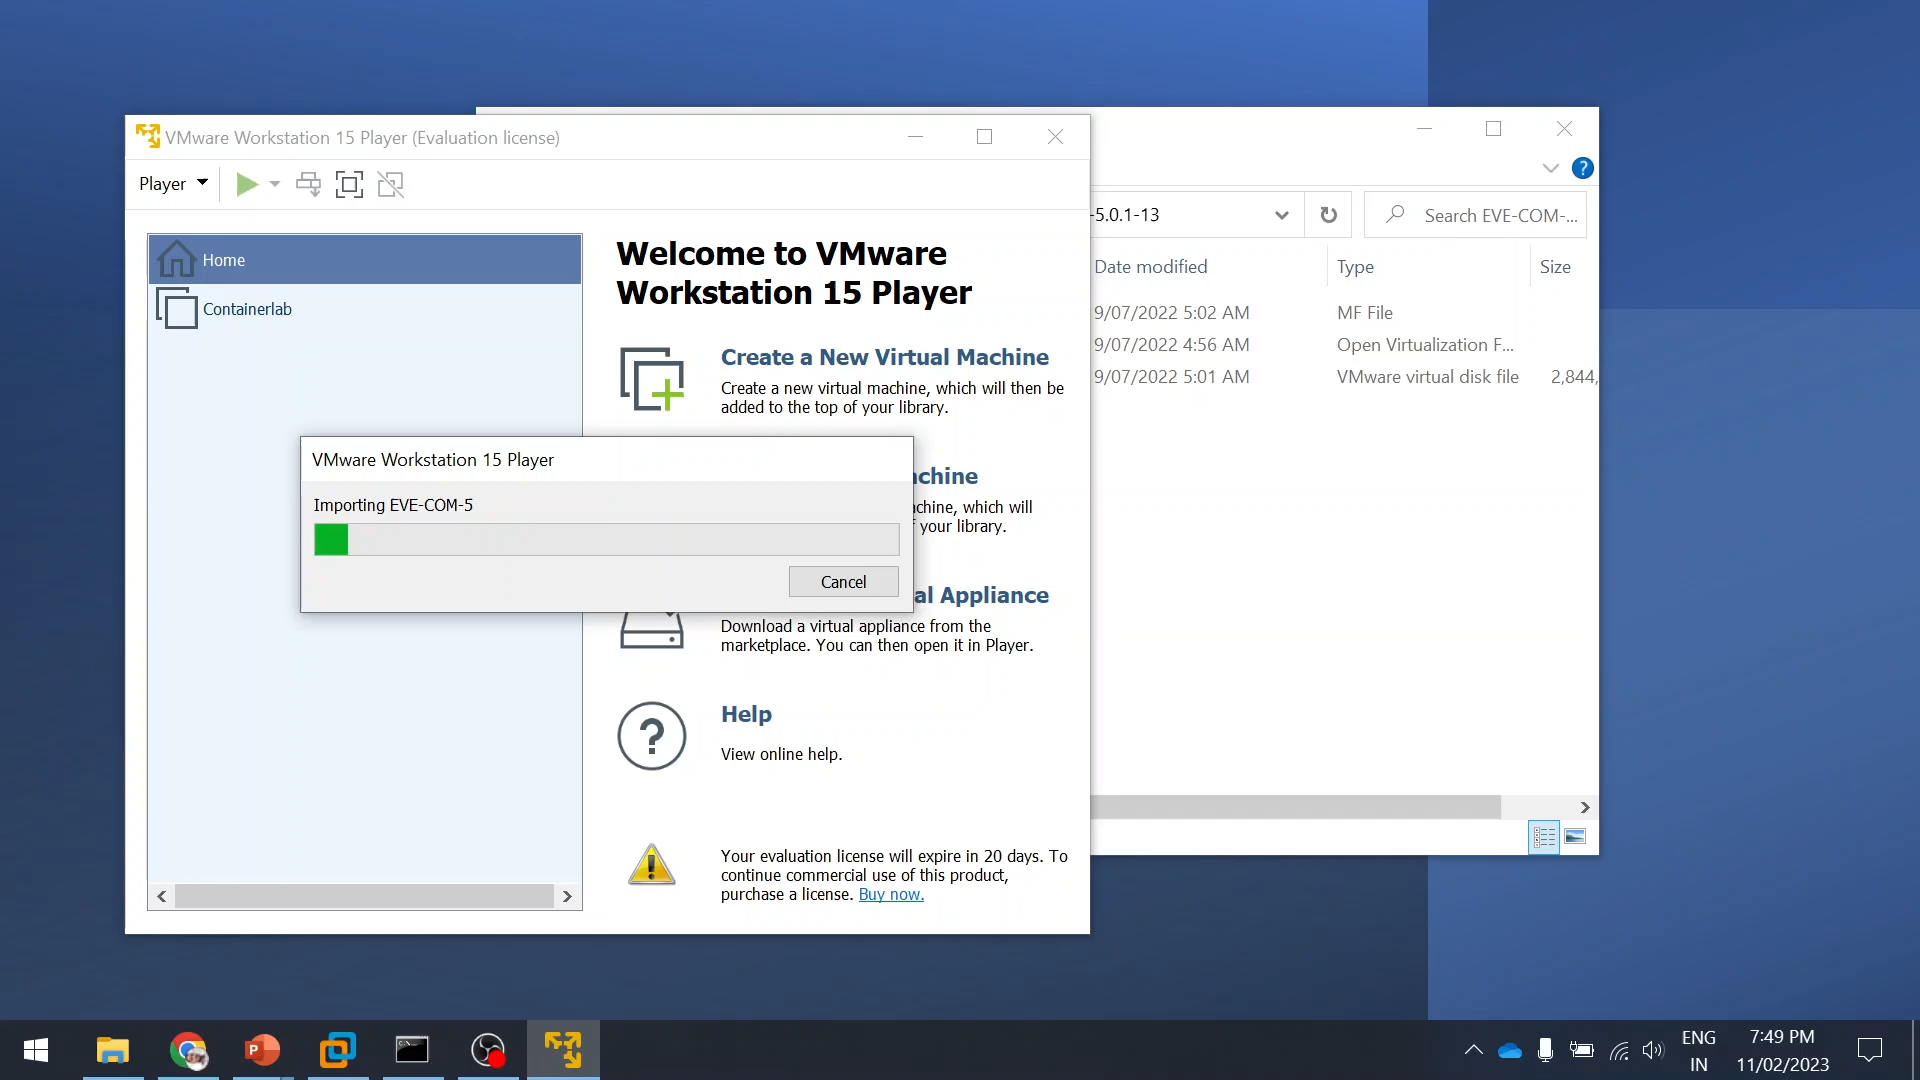 VMware Workstation 15 Player (Evaluation license)
Player
Home
Containerlab
Welcome to VMware
Workstation 15 Player
Create a New Virtual Machine
Create a new virtual machine, which will then be
added to the top of your library.
achine
achine, which will
f your library.
al Appliance
Download a virtual appliance from the
marketplace. You can then open it in Player.
Help
View online help.
Your evaluation license will expire in 20 days. To
continue commercial use of this product,
purchase a license. Buy now.
VMware Workstation 15 Player
Importing EVE-COM-5
Cancel
-5.0.1-13
Search EVE-COM-...
Date modified Type Size
9/07/2022 5:02 AM MF File
9/07/2022 4:56 AM Open Virtualization F...
9/07/2022 5:01 AM VMware virtual disk file 2,844,
ENG
IN
7:49 PM
11/02/2023